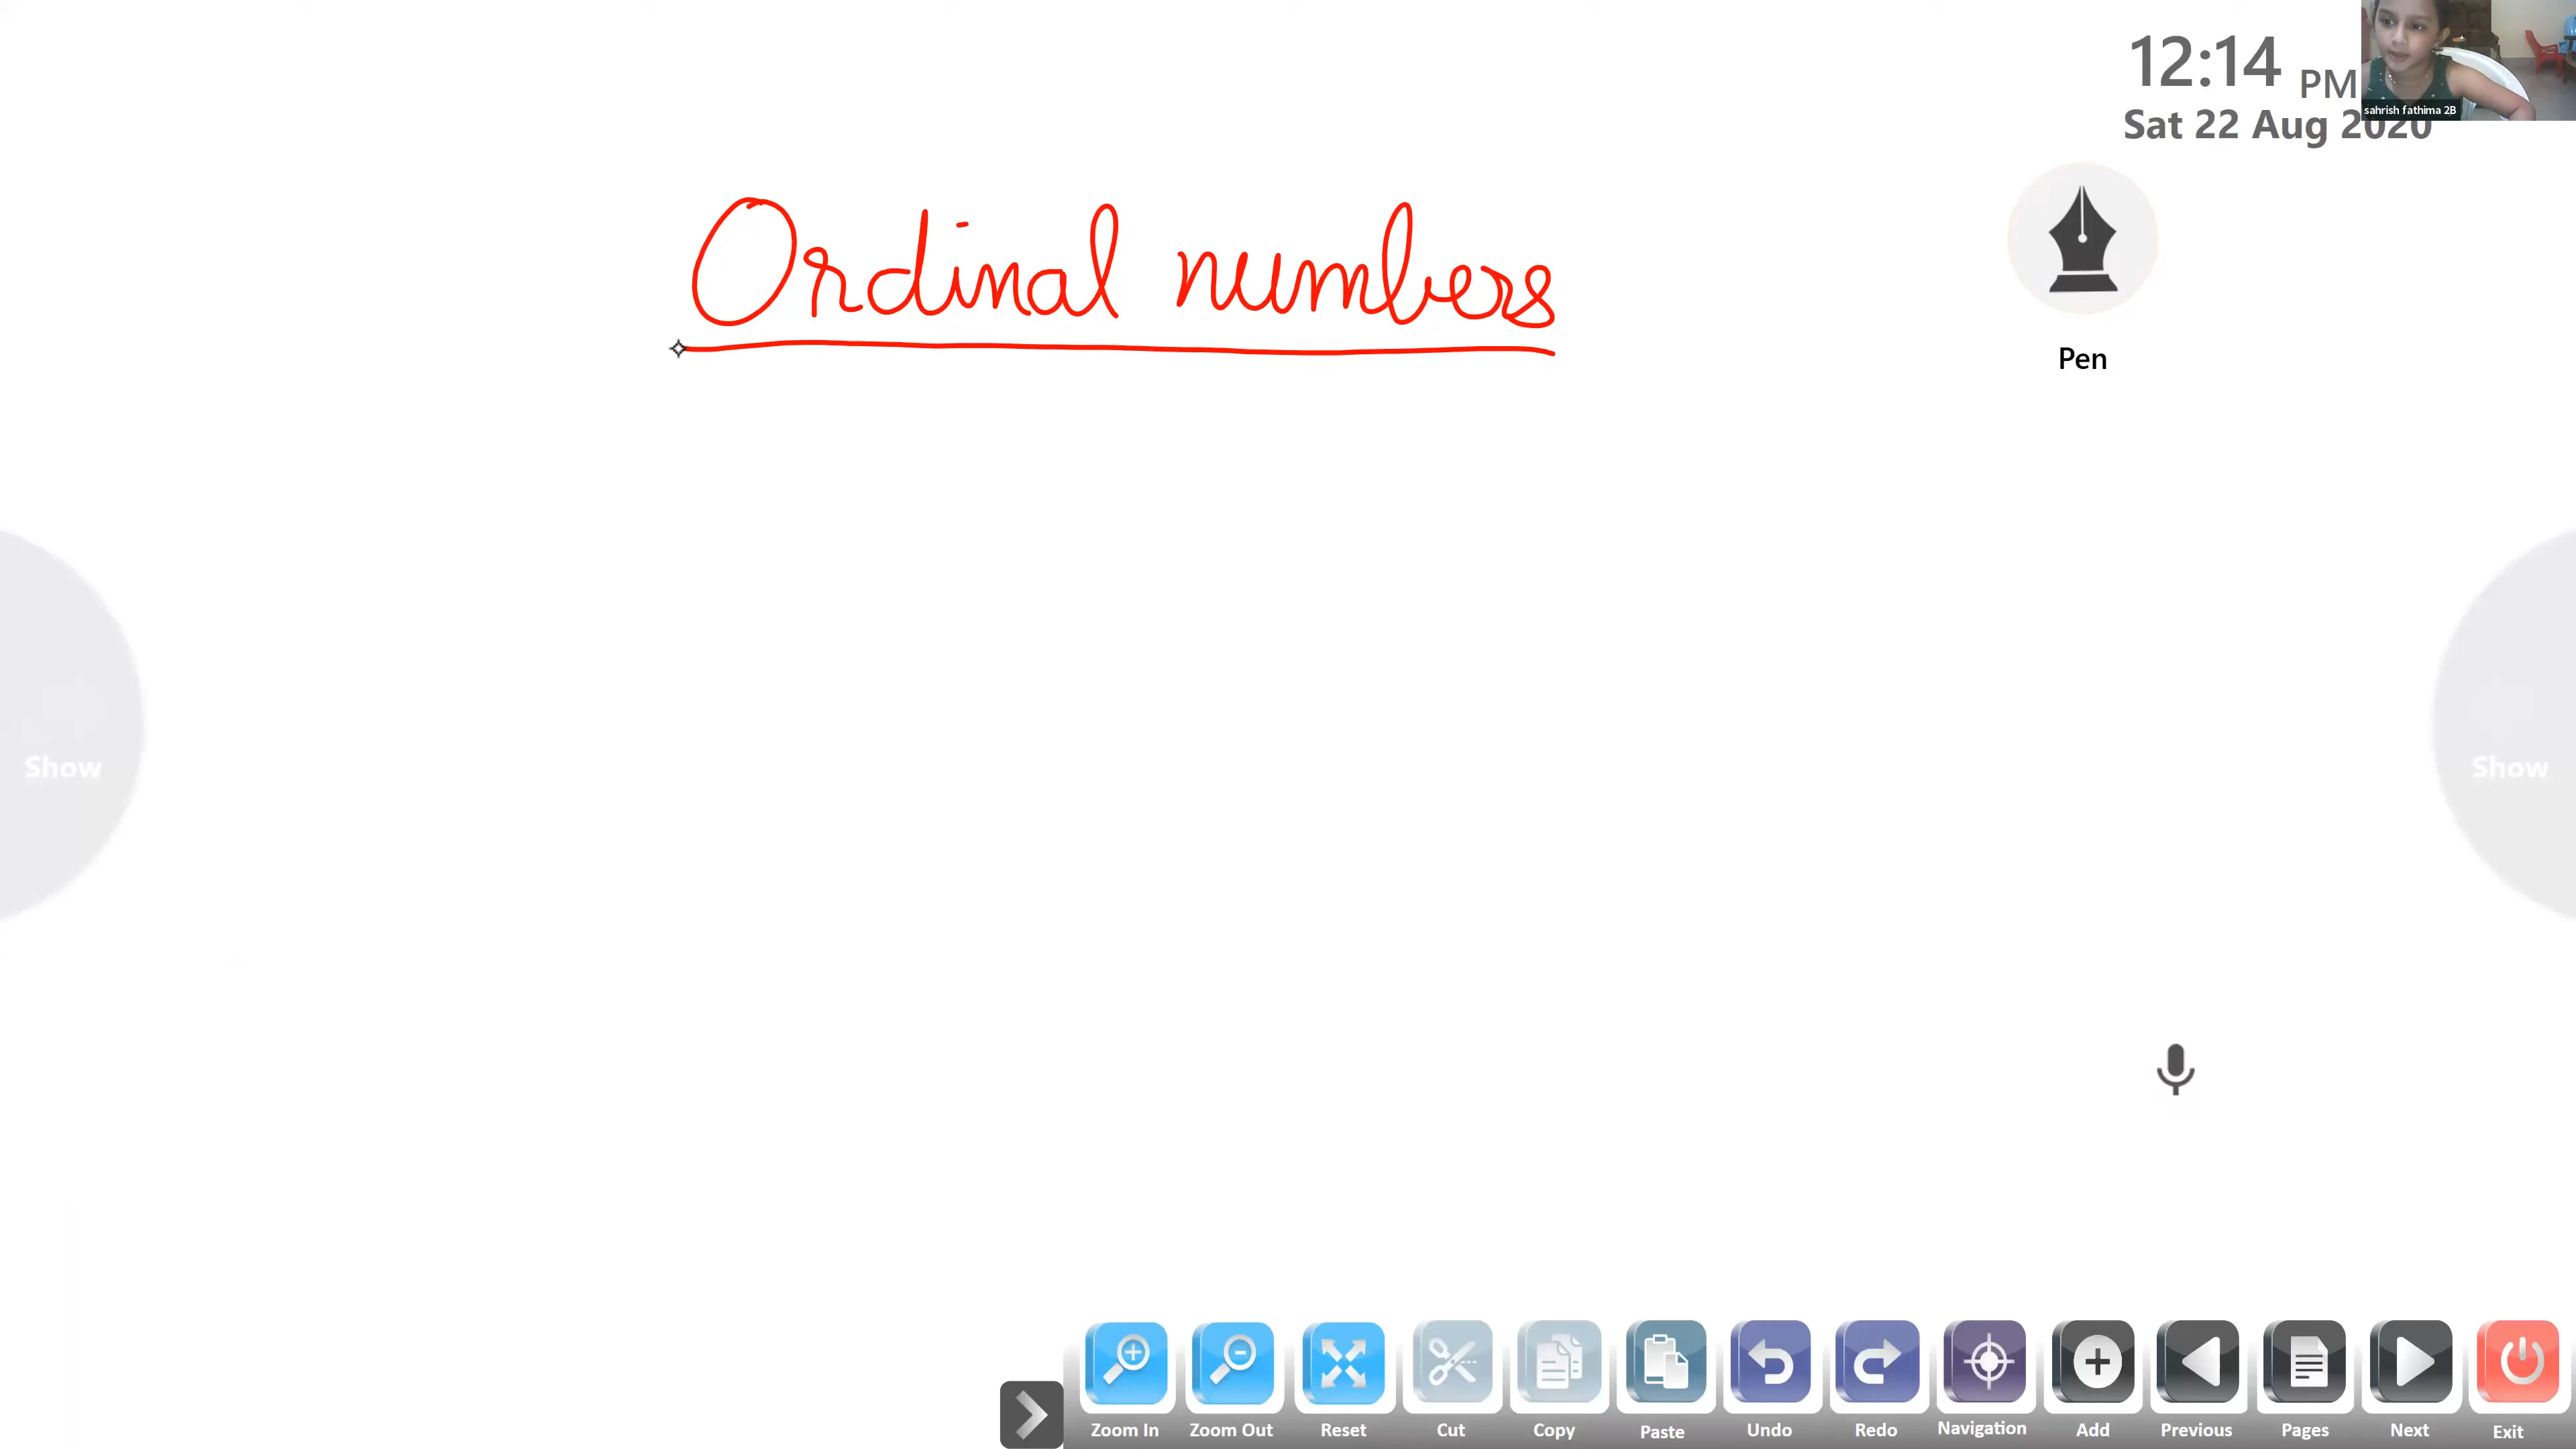 12:14 PM
sahrish fathima 2B
Sat 22 Aug 2020
Ordinal numbers
Pen
Show
Show
Zoom In
Zoom Out
Reset
Cut
Copy
Paste
Undo
Redo
Navigation
Add
Previous
Pages
Next
Exit